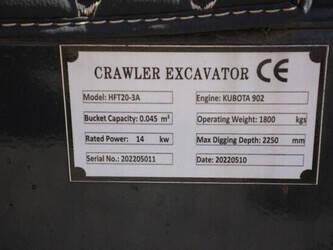 CRAWLER EXCAVATOR CE
Model: HFT20-3A
Engine: KUBOTA 902
Bucket Capacity: 0.045 m³
Operating Weight: 1800 kgs
Rated Power: 14 kw
Max Digging Depth: 2250 mm
Serial No.: 202205011
Date: 20220510